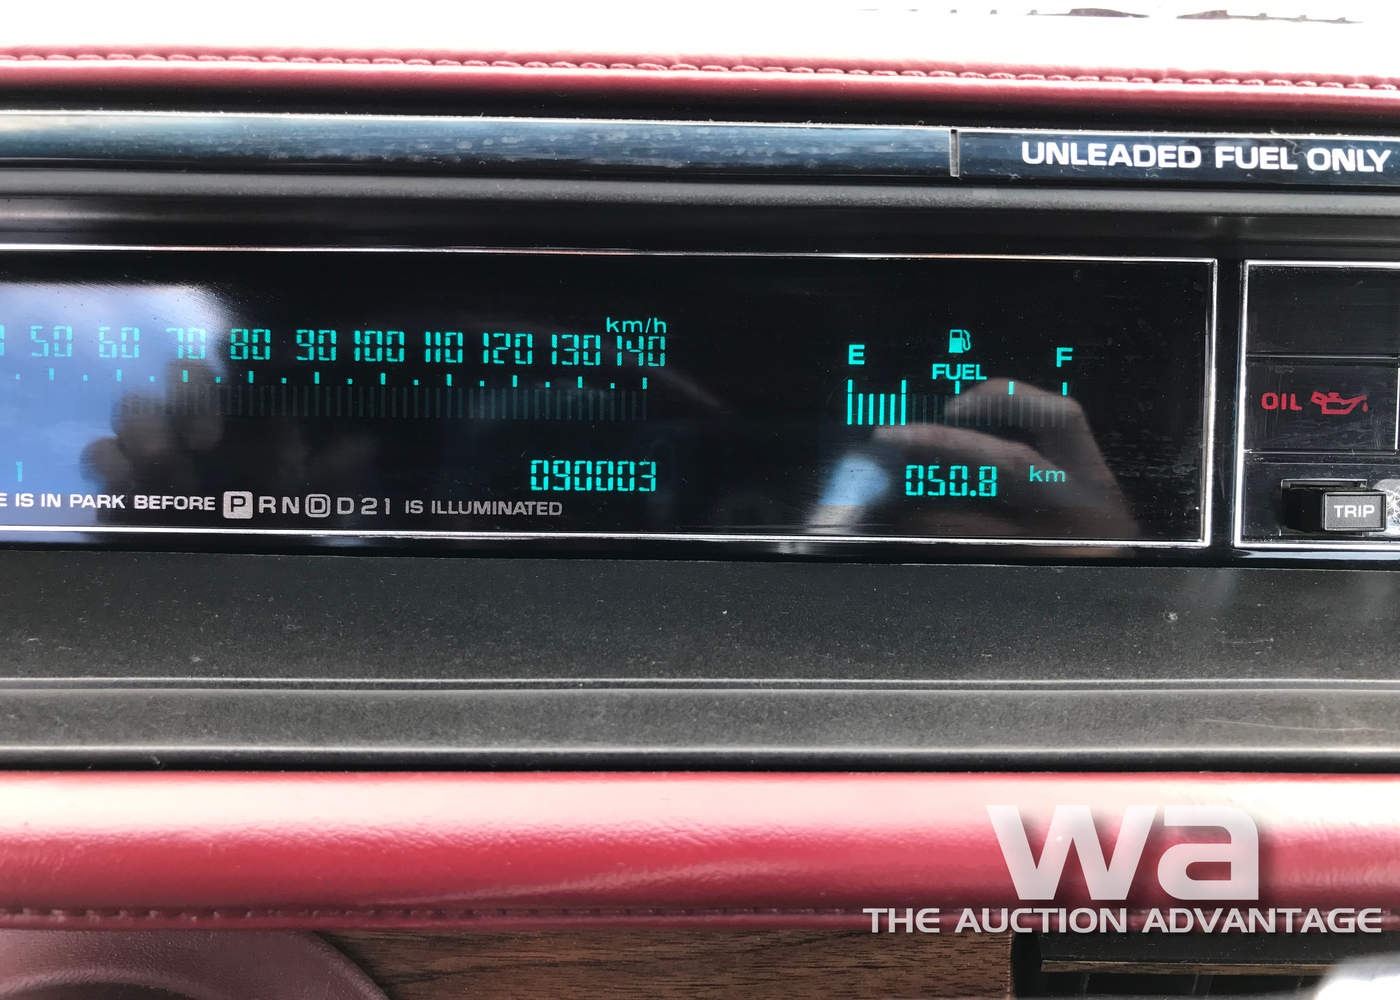 UNLEADED FUEL ONLY
km/h
50 60 70 80 90 100 110 120 130 140
E FUEL F
OIL
1
090003
050.8 km
E IS IN PARK BEFORE P R N D D 2 1 IS ILLUMINATED
TRIP
wa
THE AUCTION ADVANTAGE